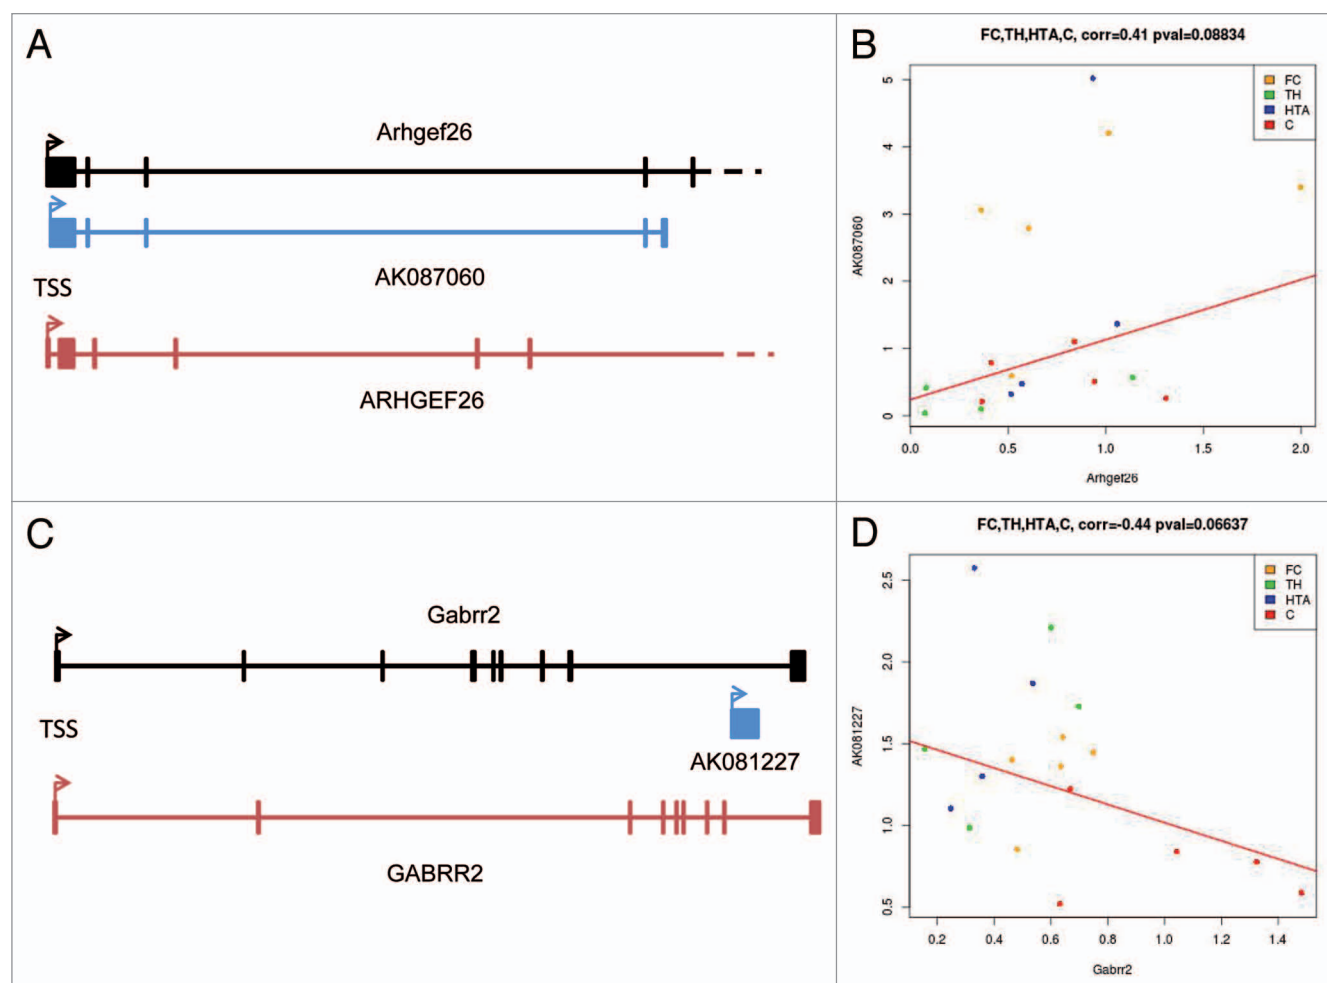 A
Arhgef26
AK087060
TSS
ARHGEF26
B
FC,TH,HTA,C, corr=0.41 pval=0.08834
FC
TH
HTA
C
AK087060
0
1
2
3
4
5
0.0 0.5 1.0 1.5 2.0
Arhgef26
C
Gabrr2
TSS
AK081227
GABRR2
D
FC,TH,HTA,C, corr=-0.44 pval=0.06637
FC
TH
HTA
C
AK081227
0.5
1.0
1.5
2.0
2.5
0.2 0.4 0.6 0.8 1.0 1.2 1.4
Gabrr2